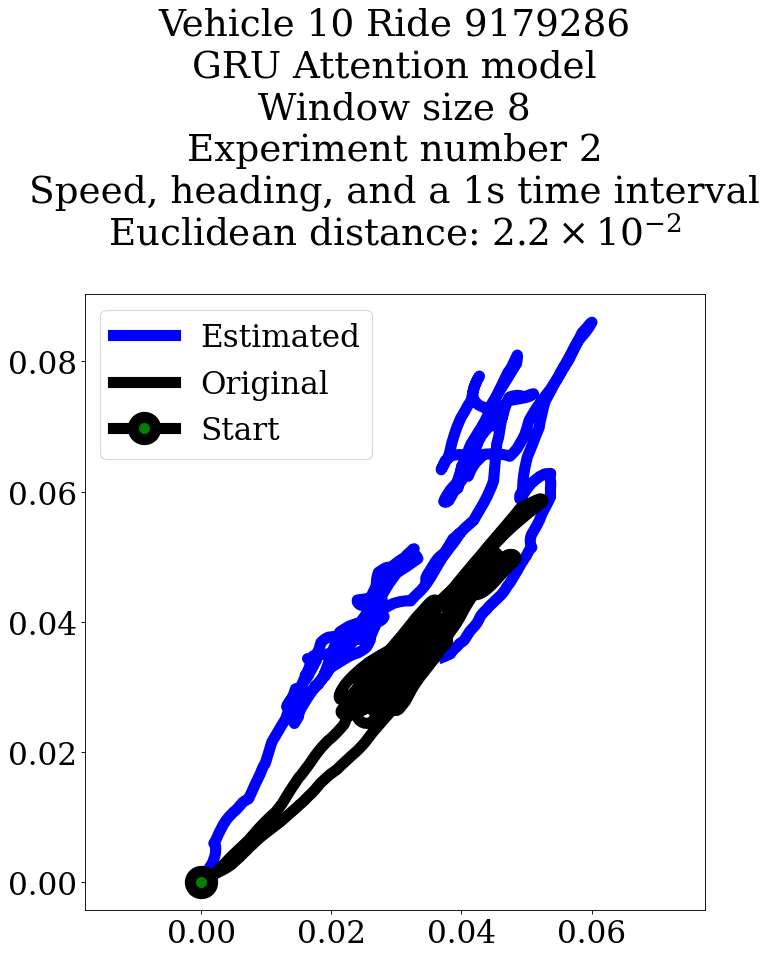 Vehicle 10 Ride 9179286
GRU Attention model
Window size 8
Experiment number 2
Speed, heading, and a 1s time interval
Euclidean distance: 2.2 × 10⁻²
Estimated
Original
Start
0.08
0.06
0.04
0.02
0.00
0.00 0.02 0.04 0.06